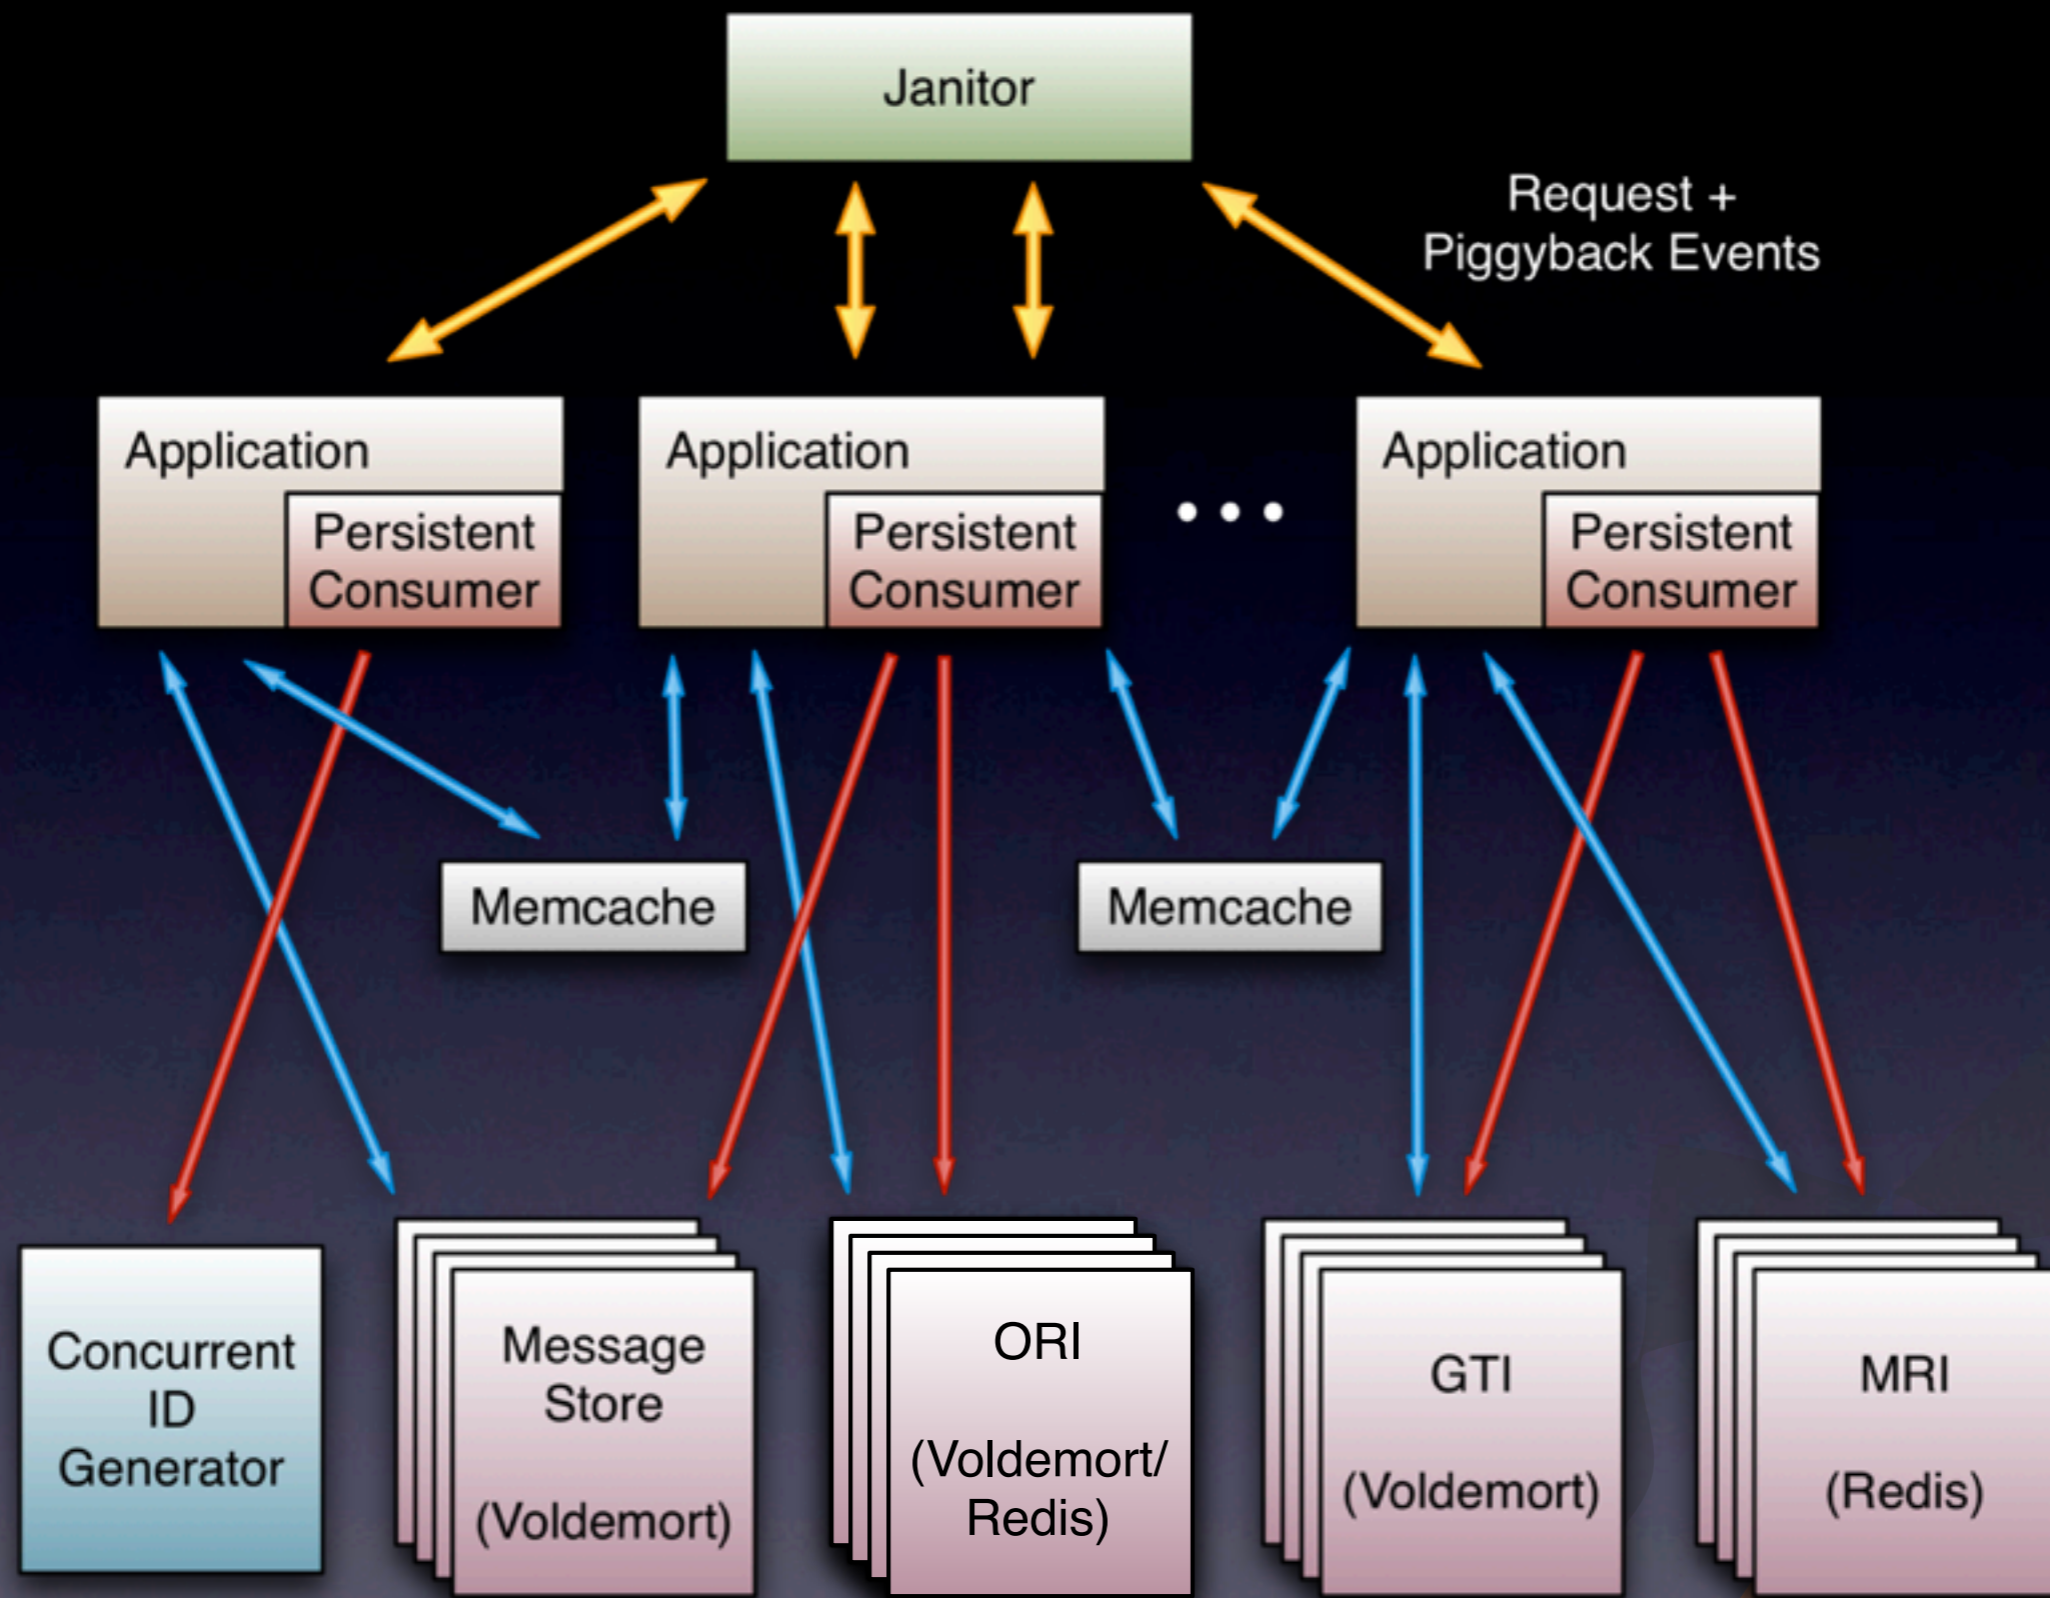 Janitor
Request +
Piggyback Events
Application
Persistent
Consumer
Application
Persistent
Consumer
Application
Persistent
Consumer
Memcache
Memcache
Concurrent
ID
Generator
Message
Store
(Voldemort)
ORI
(Voldemort/
Redis)
GTI
(Voldemort)
MRI
(Redis)